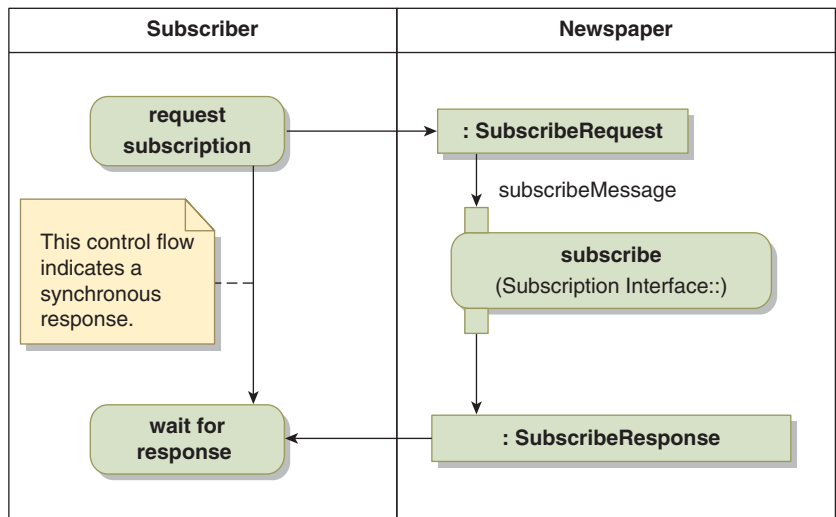 Subscriber
Newspaper
request
subscription
: SubscribeRequest
subscribeMessage
This control flow
indicates a
synchronous
response.
subscribe
(Subscription Interface::)
wait for
response
: SubscribeResponse